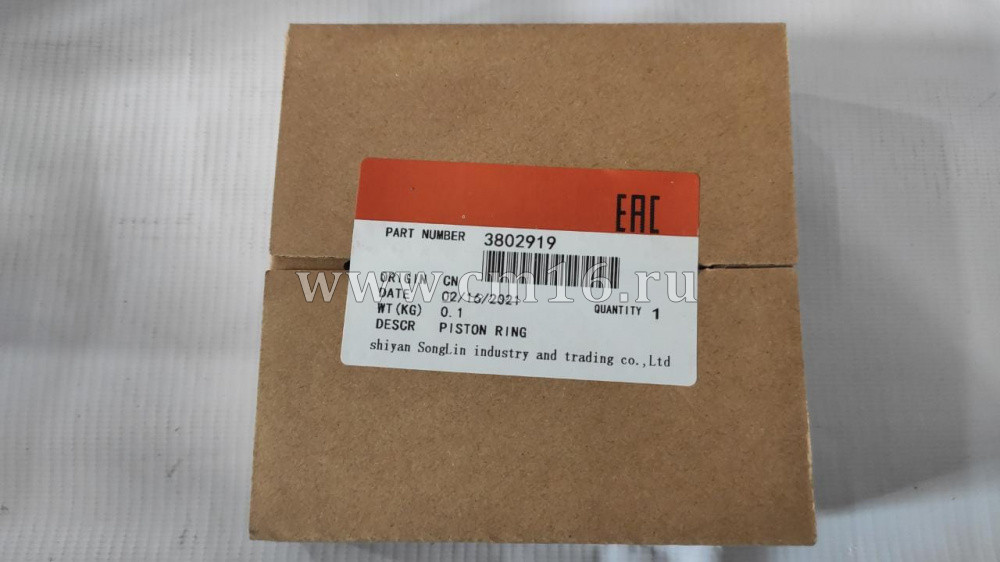 EAC
PART NUMBER 3802919
ORIGIN CN
DATE 02/15/2021
WT(KG) 0.1
QUANTITY 1
DESCR PISTON RING
shiyan SongLin industry and trading co.,Ltd
www.cm16.ru